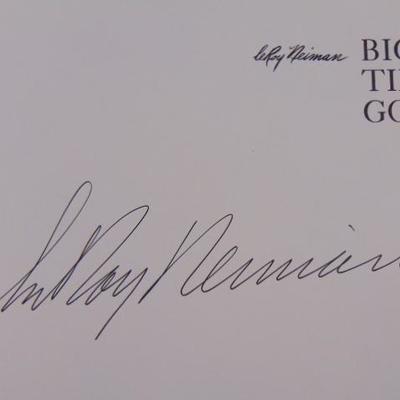 LeRoy Neiman BIG
TI
GO
LeRoy Neiman